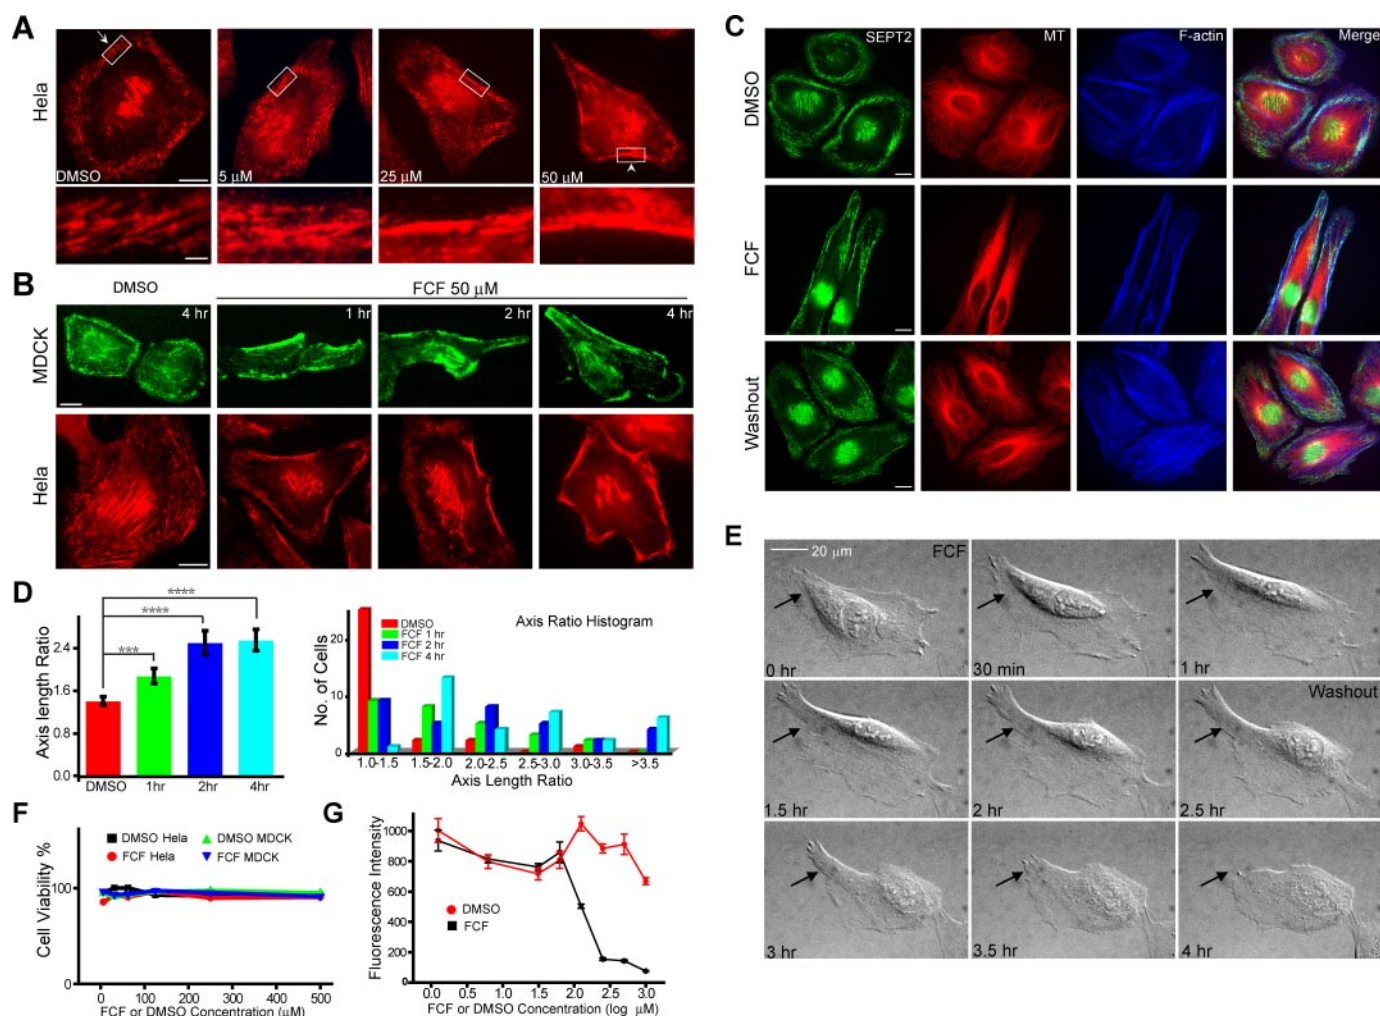 A
Hela
DMSO
5 μM
25 μM
50 μM
B
DMSO
FCF 50 μM
MDCK
4 hr
1 hr
2 hr
4 hr
Hela
C
SEPT2
MT
F-actin
Merge
DMSO
FCF
Washout
D
Axis length Ratio
****
****
***
2.4
1.6
0.8
0.0
DMSO
1hr
2hr
4hr
Axis Ratio Histogram
DMSO
FCF 1 hr
FCF 2 hr
FCF 4 hr
No. of Cells
20
10
0
1.0-1.5
1.5-2.0
2.0-2.5
2.5-3.0
3.0-3.5
>3.5
Axis Length Ratio
E
20 μm
FCF
0 hr
30 min
1 hr
Washout
1.5 hr
2 hr
2.5 hr
3 hr
3.5 hr
4 hr
F
DMSO Hela
DMSO MDCK
FCF Hela
FCF MDCK
Cell Viability %
100
0
0
100
200
300
400
500
FCF or DMSO Concentration (μM)
G
Fluorescence Intensity
1000
800
600
400
200
0
DMSO
FCF
0.0
0.5
1.0
1.5
2.0
2.5
3.0
FCF or DMSO Concentration (log μM)